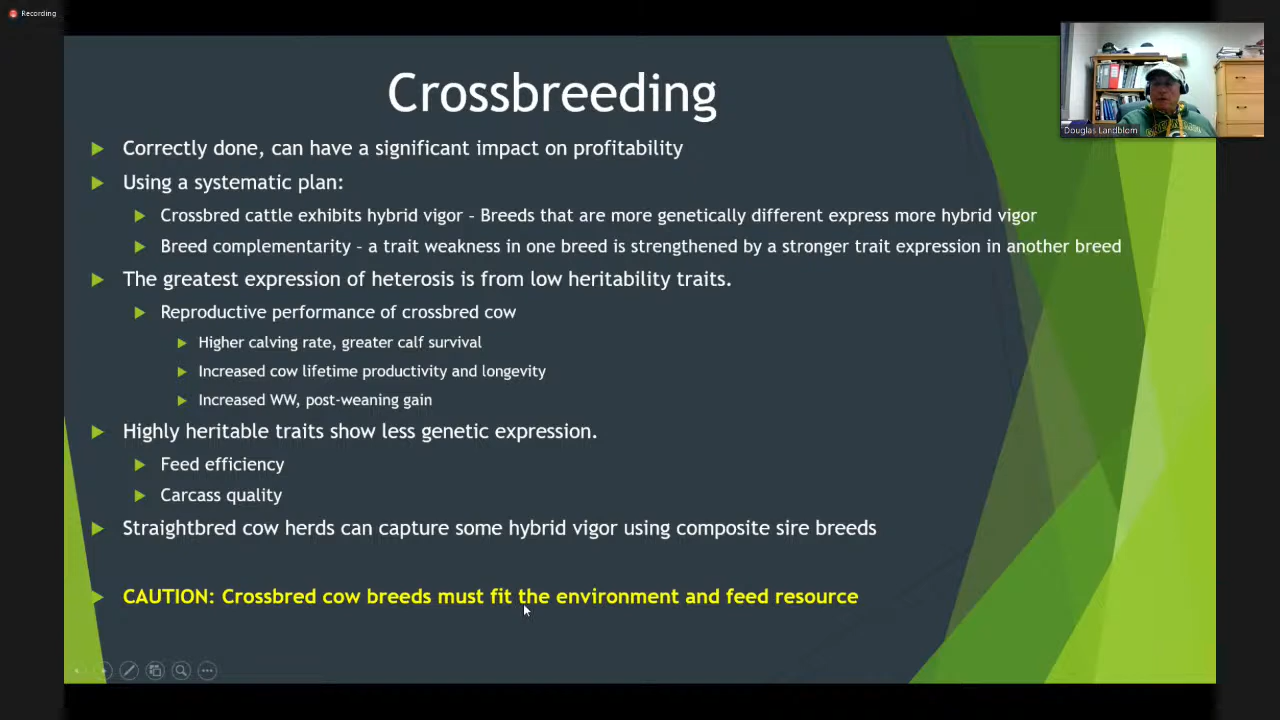 Recording
Crossbreeding
Douglas Landblom
Correctly done, can have a significant impact on profitability
Using a systematic plan:
Crossbred cattle exhibits hybrid vigor – Breeds that are more genetically different express more hybrid vigor
Breed complementarity – a trait weakness in one breed is strengthened by a stronger trait expression in another breed
The greatest expression of heterosis is from low heritability traits.
Reproductive performance of crossbred cow
Higher calving rate, greater calf survival
Increased cow lifetime productivity and longevity
Increased WW, post-weaning gain
Highly heritable traits show less genetic expression.
Feed efficiency
Carcass quality
Straightbred cow herds can capture some hybrid vigor using composite sire breeds
CAUTION: Crossbred cow breeds must fit the environment and feed resource